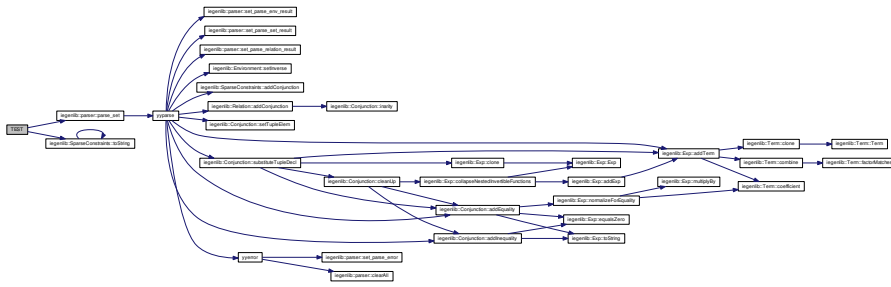 iegenlib::parser::set_parse_env_result
iegenlib::parser::set_parse_set_result
iegenlib::parser::set_parse_relation_result
iegenlib::Environment::setInverse
iegenlib::SparseConstraints::addConjunction
iegenlib::Relation::addConjunction
iegenlib::Conjunction::inarity
iegenlib::parser::parse_set
yyparse
iegenlib::Conjunction::setTupleElem
TEST
iegenlib::SparseConstraints::toString
iegenlib::Term::clone
iegenlib::Term::Term
iegenlib::Exp::addTerm
iegenlib::Conjunction::substituteTupleDecl
iegenlib::Exp::clone
iegenlib::Exp::Exp
iegenlib::Term::combine
iegenlib::Term::factorMatches
iegenlib::Conjunction::cleanUp
iegenlib::Exp::collapseNestedInvertibleFunctions
iegenlib::Exp::addExp
iegenlib::Exp::multiplyBy
iegenlib::Term::coefficient
iegenlib::Exp::normalizeForEquality
iegenlib::Conjunction::addEquality
iegenlib::Exp::equalsZero
iegenlib::Conjunction::addInequality
iegenlib::Exp::toString
yyerror
iegenlib::parser::set_parse_error
iegenlib::parser::clearAll